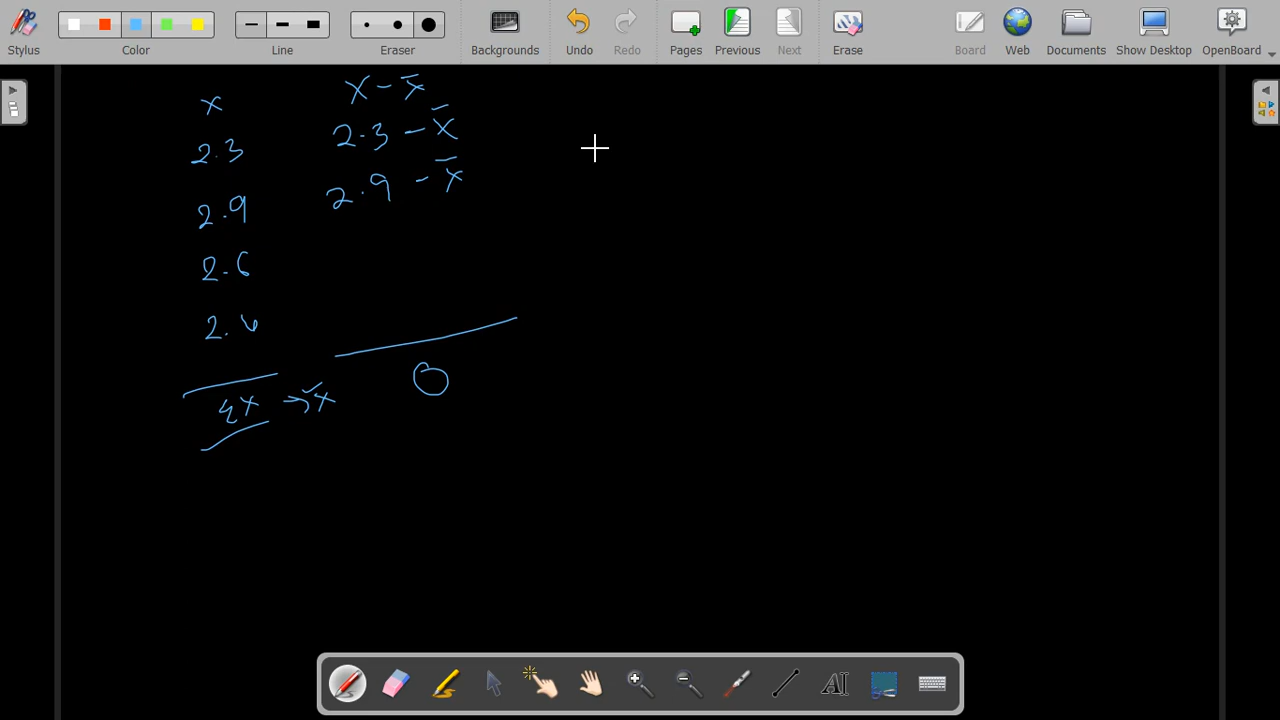 Stylus Color Line Eraser Backgrounds Undo Redo Pages Previous Next Erase Board Web Documents Show Desktop OpenBoard
x x - x̄
2.3 2.3 - x̄
2.9 2.9 - x̄
2.6
2.
Σx → x̄ 0